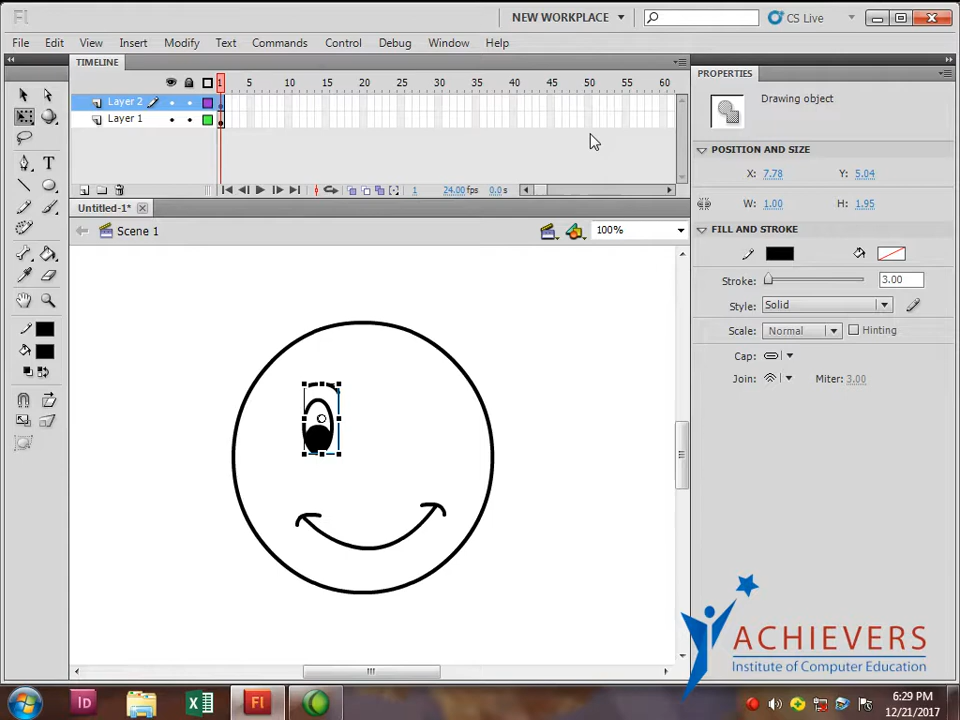 Fl NEW WORKPLACE CS Live
File Edit View Insert Modify Text Commands Control Debug Window Help
TIMELINE
1 5 10 15 20 25 30 35 40 45 50 55 60
Layer 2
Layer 1
1 24.00 fps 0.0 s
Untitled-1*
Scene 1 100%
PROPERTIES
Drawing object
POSITION AND SIZE
X: 7.78 Y: 5.04
W: 1.00 H: 1.95
FILL AND STROKE
Stroke: 3.00
Style: Solid
Scale: Normal Hinting
Cap:
Join: Miter: 3.00
ACHIEVERS
Institute of Computer Education
Id Fl
6:29 PM
12/21/2017